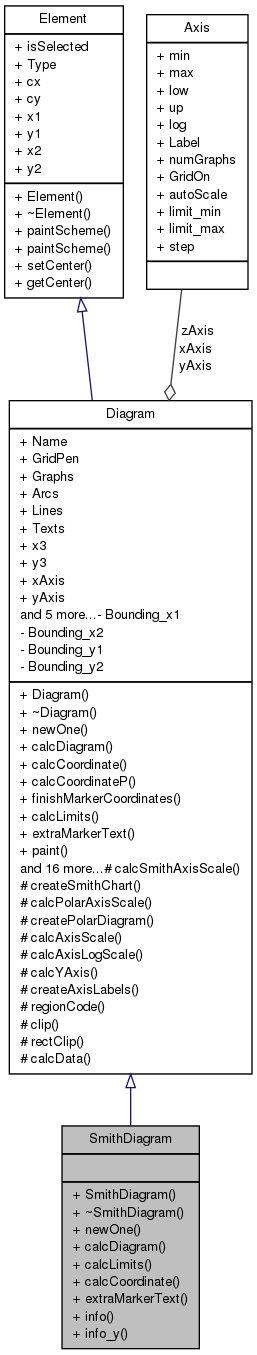 Element
+ isSelected
+ Type
+ cx
+ cy
+ x1
+ y1
+ x2
+ y2
+ Element()
+ ~Element()
+ paintScheme()
+ paintScheme()
+ setCenter()
+ getCenter()
Axis
+ min
+ max
+ low
+ up
+ log
+ Label
+ numGraphs
+ GridOn
+ autoScale
+ limit_min
+ limit_max
+ step
zAxis
xAxis
yAxis
Diagram
+ Name
+ GridPen
+ Graphs
+ Arcs
+ Lines
+ Texts
+ x3
+ y3
+ xAxis
+ yAxis
and 5 more...- Bounding_x1
- Bounding_x2
- Bounding_y1
- Bounding_y2
+ Diagram()
+ ~Diagram()
+ newOne()
+ calcDiagram()
+ calcCoordinate()
+ calcCoordinateP()
+ finishMarkerCoordinates()
+ calcLimits()
+ extraMarkerText()
+ paint()
and 16 more...# calcSmithAxisScale()
# createSmithChart()
# calcPolarAxisScale()
# createPolarDiagram()
# calcAxisScale()
# calcAxisLogScale()
# calcYAxis()
# createAxisLabels()
# regionCode()
# clip()
# rectClip()
# calcData()
SmithDiagram
+ SmithDiagram()
+ ~SmithDiagram()
+ newOne()
+ calcDiagram()
+ calcLimits()
+ calcCoordinate()
+ extraMarkerText()
+ info()
+ info_y()